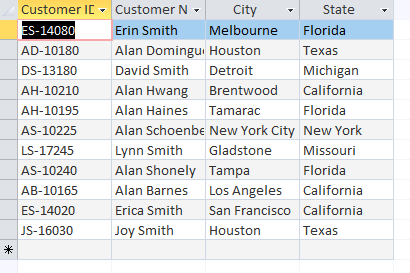 Customer ID Customer N City State
ES-14080 Erin Smith Melbourne Florida
AD-10180 Alan Domingu Houston Texas
DS-13180 David Smith Detroit Michigan
AH-10210 Alan Hwang Brentwood California
AH-10195 Alan Haines Tamarac Florida
AS-10225 Alan Schoenbe New York City New York
LS-17245 Lynn Smith Gladstone Missouri
AS-10240 Alan Shonely Tampa Florida
AB-10165 Alan Barnes Los Angeles California
ES-14020 Erica Smith San Francisco California
JS-16030 Joy Smith Houston Texas